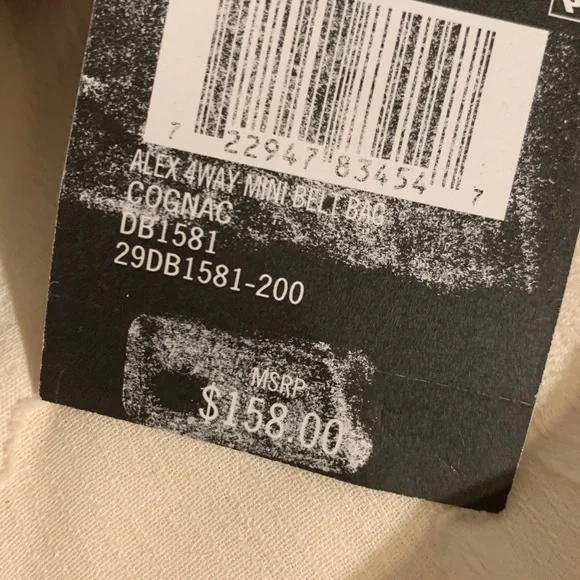 7 22947 83454 7
ALEX 4WAY MINI BELT BAG
COGNAC
DB1581
29DB1581-200
MSRP
$158.00